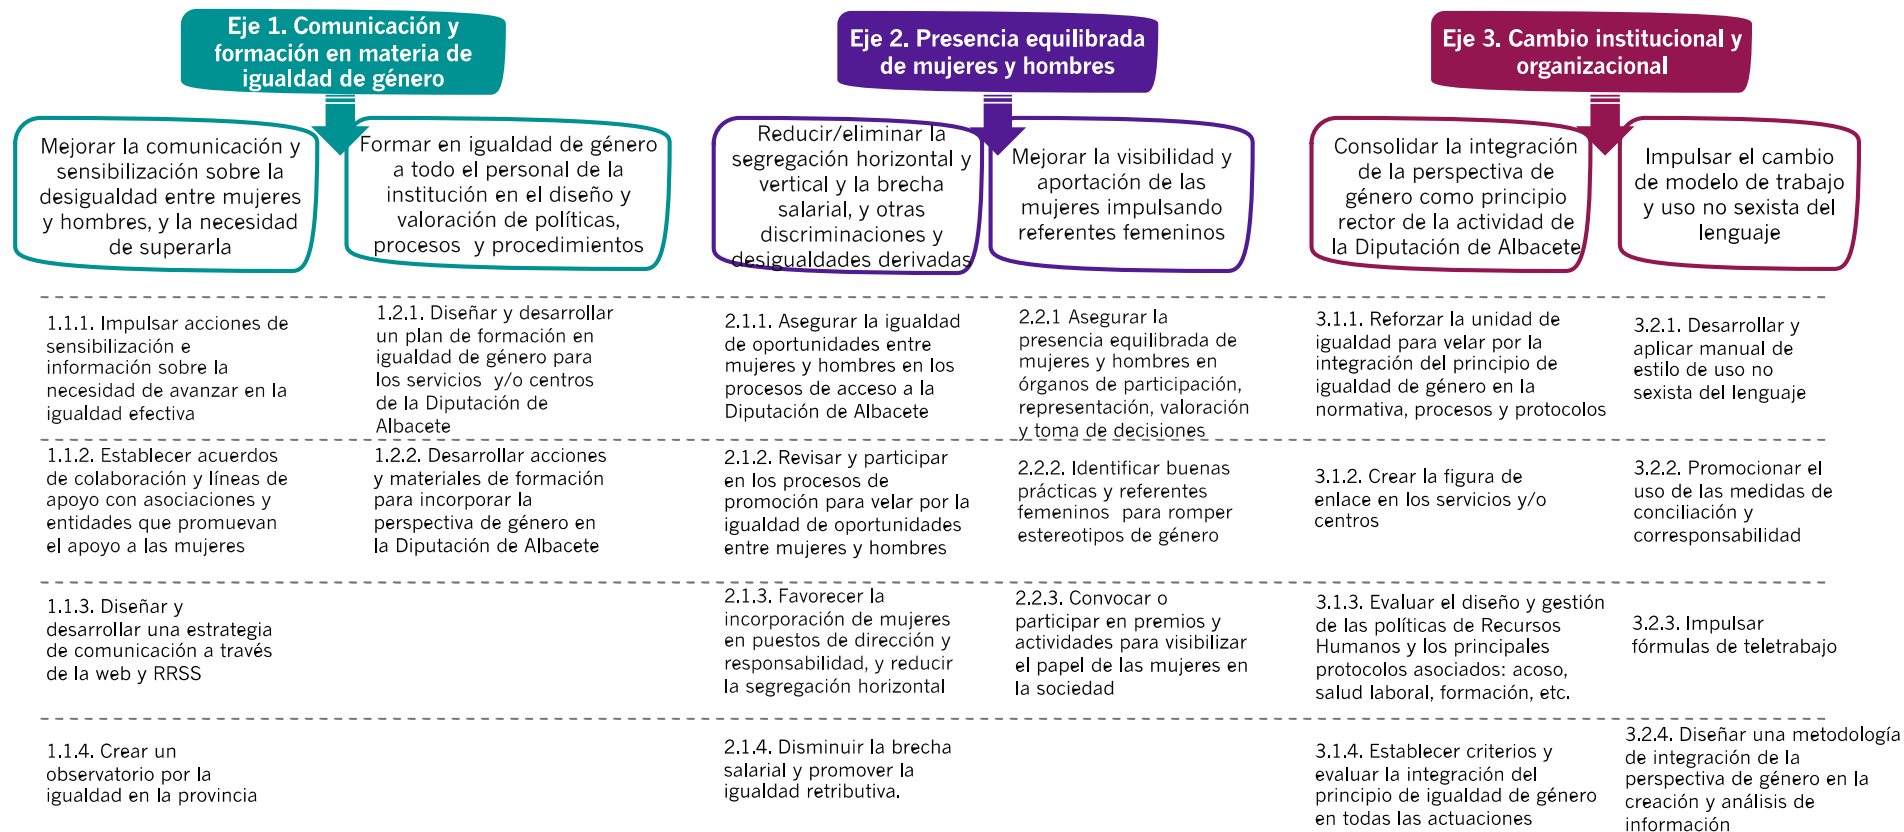 Eje 1. Comunicación y
formación en materia de
igualdad de género
Mejorar la comunicación y
sensibilización sobre la
desigualdad entre mujeres
y hombres, y la necesidad
de superarla
Formar en igualdad de género
a todo el personal de la
institución en el diseño y
valoración de políticas,
procesos y procedimientos
1.1.1. Impulsar acciones de
sensibilización e
información sobre la
necesidad de avanzar en la
igualdad efectiva
1.2.1. Diseñar y desarrollar
un plan de formación en
igualdad de género para
los servicios y/o centros
de la Diputación de
Albacete
1.1.2. Establecer acuerdos
de colaboración y líneas de
apoyo con asociaciones y
entidades que promuevan
el apoyo a las mujeres
1.2.2. Desarrollar acciones
y materiales de formación
para incorporar la
perspectiva de género en
la Diputación de Albacete
1.1.3. Diseñar y
desarrollar una estrategia
de comunicación a través
de la web y RRSS
1.1.4. Crear un
observatorio por la
igualdad en la provincia
Eje 2. Presencia equilibrada
de mujeres y hombres
Reducir/eliminar la
segregación horizontal y
vertical y la brecha
salarial, y otras
discriminaciones y
desigualdades derivadas
Mejorar la visibilidad y
aportación de las
mujeres impulsando
referentes femeninos
2.1.1. Asegurar la igualdad
de oportunidades entre
mujeres y hombres en los
procesos de acceso a la
Diputación de Albacete
2.2.1 Asegurar la
presencia equilibrada de
mujeres y hombres en
órganos de participación,
representación, valoración
y toma de decisiones
2.1.2. Revisar y participar
en los procesos de
promoción para velar por la
igualdad de oportunidades
entre mujeres y hombres
2.2.2. Identificar buenas
prácticas y referentes
femeninos para romper
estereotipos de género
2.1.3. Favorecer la
incorporación de mujeres
en puestos de dirección y
responsabilidad, y reducir
la segregación horizontal
2.2.3. Convocar o
participar en premios y
actividades para visibilizar
el papel de las mujeres en
la sociedad
2.1.4. Disminuir la brecha
salarial y promover la
igualdad retributiva.
Eje 3. Cambio institucional y
organizacional
Consolidar la integración
de la perspectiva de
género como principio
rector de la actividad de
la Diputación de Albacete
Impulsar el cambio
de modelo de trabajo
y uso no sexista del
lenguaje
3.1.1. Reforzar la unidad de
igualdad para velar por la
integración del principio de
igualdad de género en la
normativa, procesos y protocolos
3.2.1. Desarrollar y
aplicar manual de
estilo de uso no
sexista del lenguaje
3.1.2. Crear la figura de
enlace en los servicios y/o
centros
3.2.2. Promocionar el
uso de las medidas de
conciliación y
corresponsabilidad
3.1.3. Evaluar el diseño y gestión
de las políticas de Recursos
Humanos y los principales
protocolos asociados: acoso,
salud laboral, formación, etc.
3.2.3. Impulsar
fórmulas de teletrabajo
3.1.4. Establecer criterios y
evaluar la integración del
principio de igualdad de género
en todas las actuaciones
3.2.4. Diseñar una metodología
de integración de la
perspectiva de género en la
creación y análisis de
información